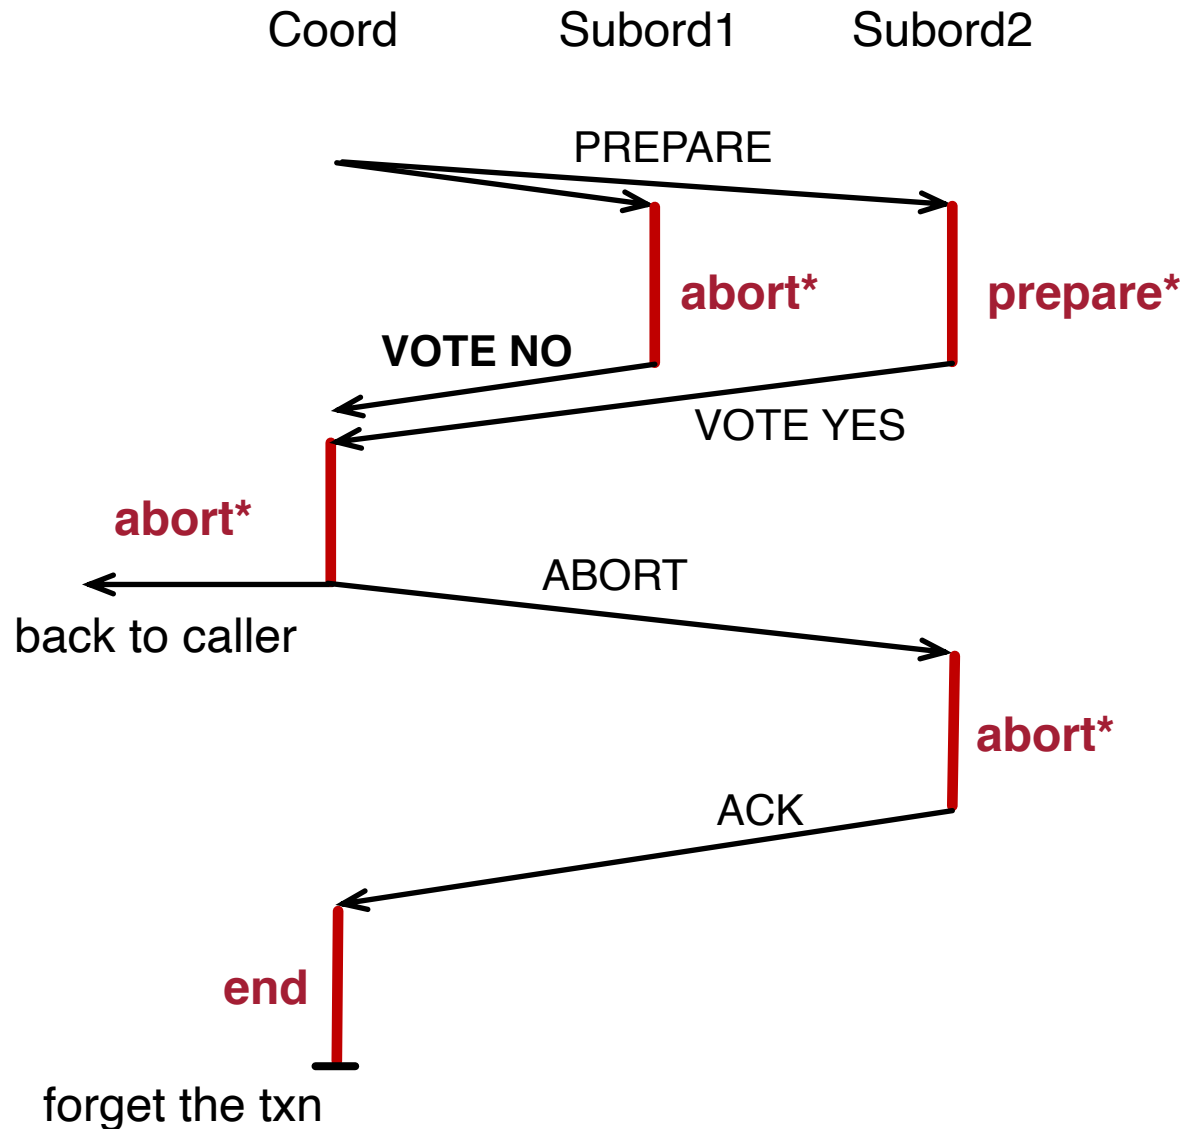 Coord Subord1 Subord2
PREPARE
abort* prepare*
VOTE NO
VOTE YES
abort*
ABORT
back to caller
abort*
ACK
end
forget the txn